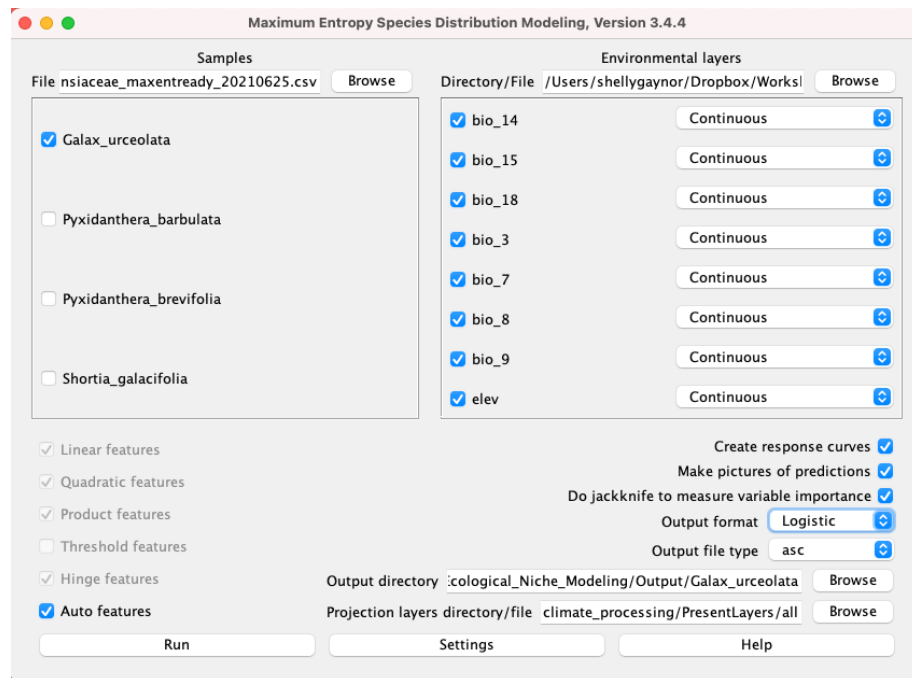 Maximum Entropy Species Distribution Modeling, Version 3.4.4
Samples
File nsiaceae_maxentready_20210625.csv Browse
Environmental layers
Directory/File /Users/shellygaynor/Dropbox/Worksl Browse
Galax_urceolata
Pyxidanthera_barbulata
Pyxidanthera_brevifolia
Shortia_galacifolia
bio_14 Continuous
bio_15 Continuous
bio_18 Continuous
bio_3 Continuous
bio_7 Continuous
bio_8 Continuous
bio_9 Continuous
elev Continuous
Linear features
Quadratic features
Product features
Threshold features
Hinge features
Auto features
Create response curves
Make pictures of predictions
Do jackknife to measure variable importance
Output format Logistic
Output file type asc
Output directory Ecological_Niche_Modeling/Output/Galax_urceolata Browse
Projection layers directory/file climate_processing/PresentLayers/all Browse
Run
Settings
Help